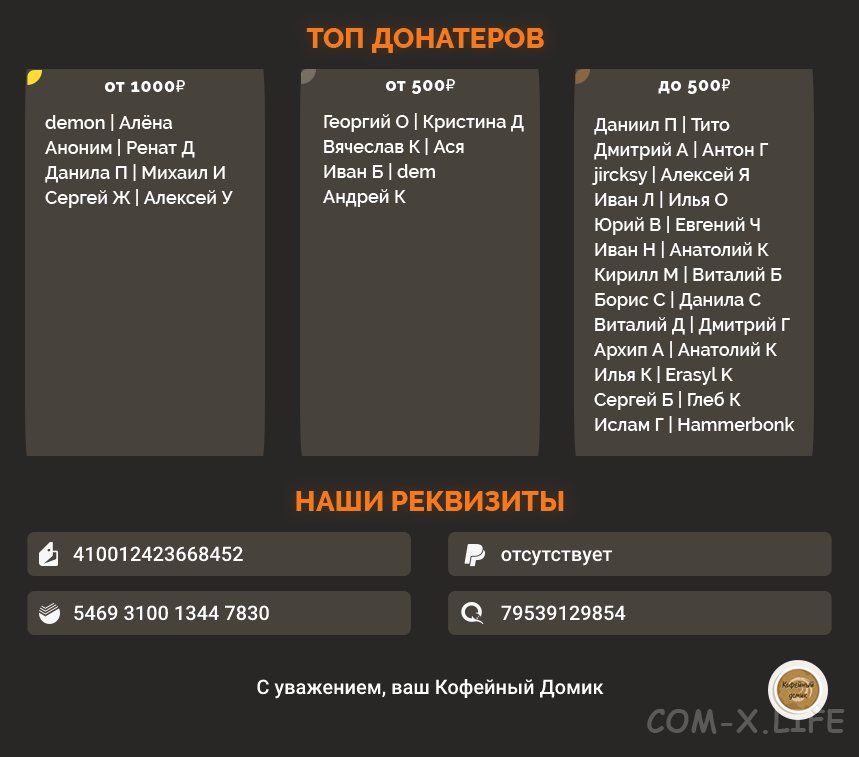 ТОП ДОНАТЕРОВ
от 1000₽
demon | Алёна
Аноним | Ренат Д
Данила П | Михаил И
Сергей Ж | Алексей У
от 500₽
Георгий О | Кристина Д
Вячеслав К | Ася
Иван Б | dem
Андрей К
до 500₽
Даниил П | Тито
Дмитрий А | Антон Г
jircksy | Алексей Я
Иван Л | Илья О
Юрий В | Евгений Ч
Иван Н | Анатолий К
Кирилл М | Виталий Б
Борис С | Данила С
Виталий Д | Дмитрий Г
Архип А | Анатолий К
Илья К | Erasyl K
Сергей Б | Глеб К
Ислам Г | Hammerbonk
НАШИ РЕКВИЗИТЫ
410012423668452
отсутствует
5469 3100 1344 7830
79539129854
С уважением, ваш Кофейный Домик
Кофейный
домик
COM-X.LIFE